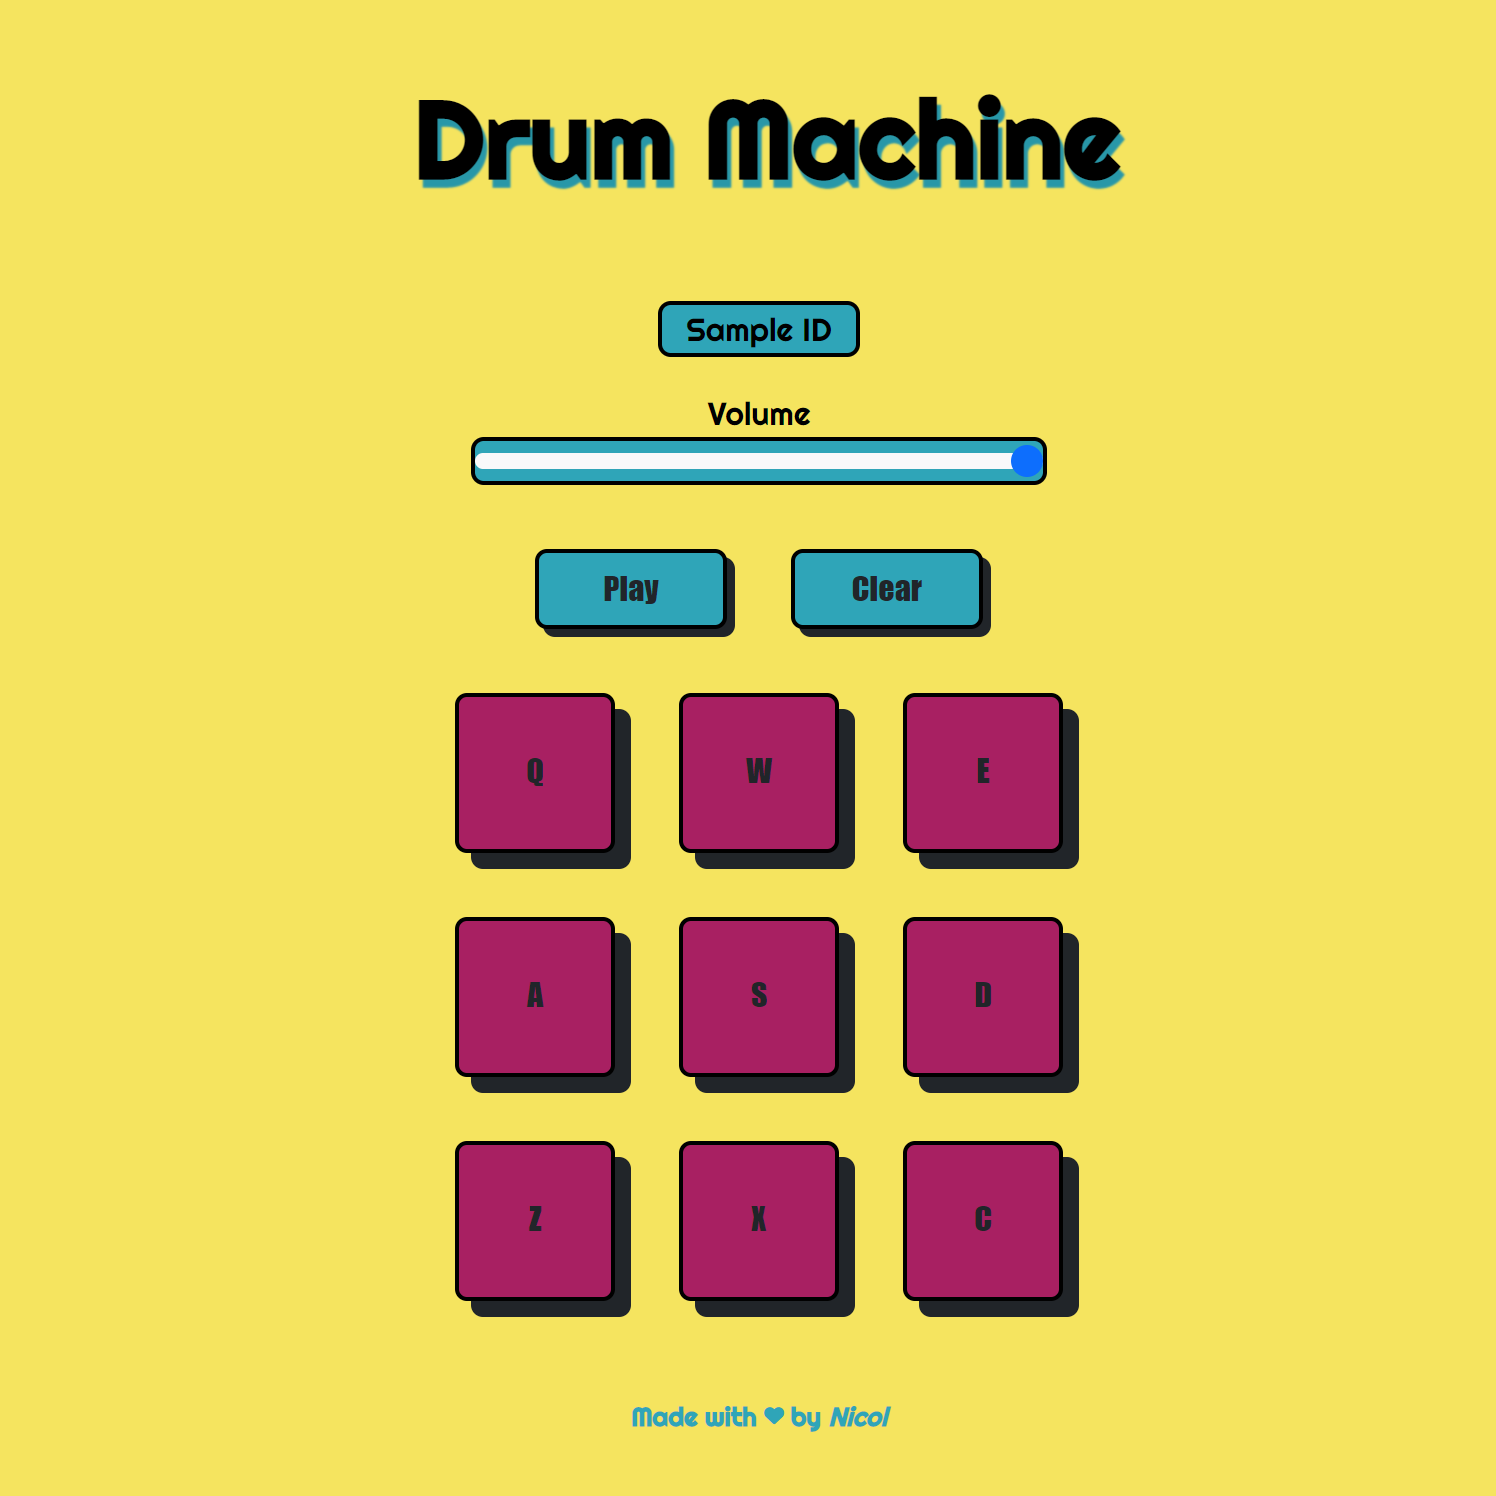 Drum Machine
Sample ID
Volume
Play Clear
Q W E
A S D
Z X C
Made with ♥ by Nicol